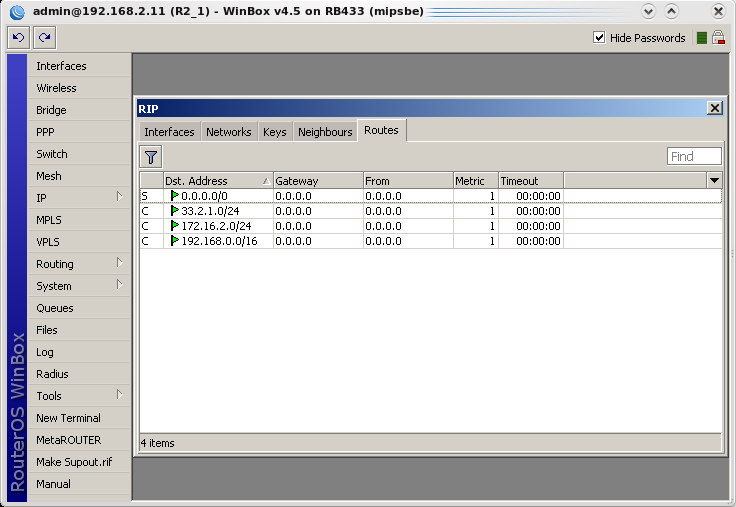 admin@192.168.2.11 (R2_1) - WinBox v4.5 on RB433 (mipsbe)
Hide Passwords
RouterOS WinBox
Interfaces
Wireless
Bridge
PPP
Switch
Mesh
IP
MPLS
VPLS
Routing
System
Queues
Files
Log
Radius
Tools
New Terminal
MetaROUTER
Make Supout.rif
Manual
RIP
Interfaces Networks Keys Neighbours Routes
Find
Dst. Address Gateway From Metric Timeout
S 0.0.0.0/0 0.0.0.0 0.0.0.0 1 00:00:00
C 33.2.1.0/24 0.0.0.0 0.0.0.0 1 00:00:00
C 172.16.2.0/24 0.0.0.0 0.0.0.0 1 00:00:00
C 192.168.0.0/16 0.0.0.0 0.0.0.0 1 00:00:00
4 items